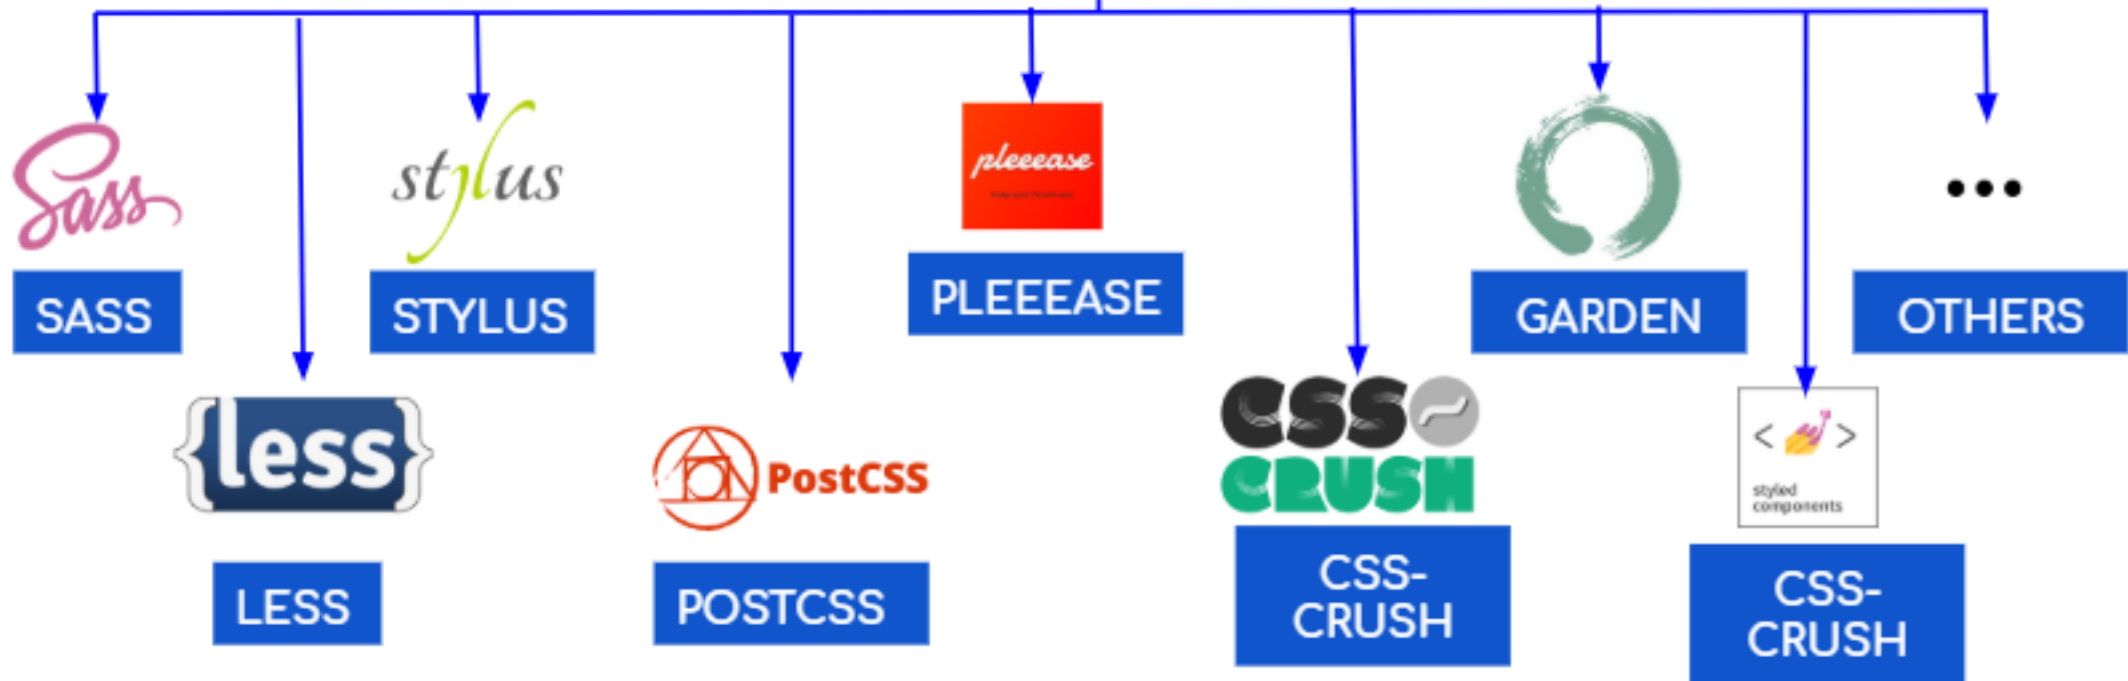 Sass
SASS
{less}
LESS
stylus
STYLUS
PostCSS
POSTCSS
pleeease
PLEEEASE
CSS~
CRUSH
CSS-
CRUSH
GARDEN
< >
styled
components
CSS-
CRUSH
...
OTHERS